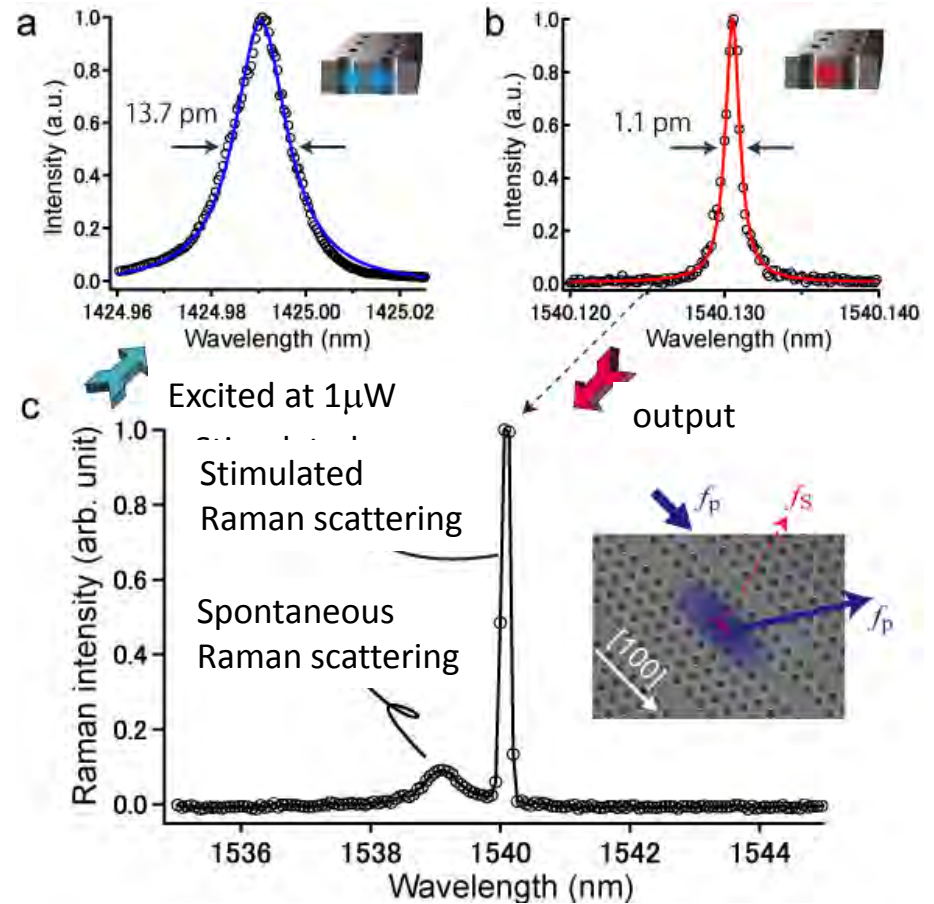 a
Intensity (a.u.)
1.0
0.8
0.6
0.4
0.2
0.0
13.7 pm
1424.96 1424.98 1425.00 1425.02
Wavelength (nm)
b
Intensity (a.u.)
1.0
0.8
0.6
0.4
0.2
0.0
1.1 pm
1540.120 1540.130 1540.140
Wavelength (nm)
Excited at 1μW
output
c
Raman intensity (arb. unit)
1.0
0.8
0.6
0.4
0.2
0.0
Stimulated
Raman scattering
Spontaneous
Raman scattering
fp
fS
fp
[100]
1536 1538 1540 1542 1544
Wavelength (nm)